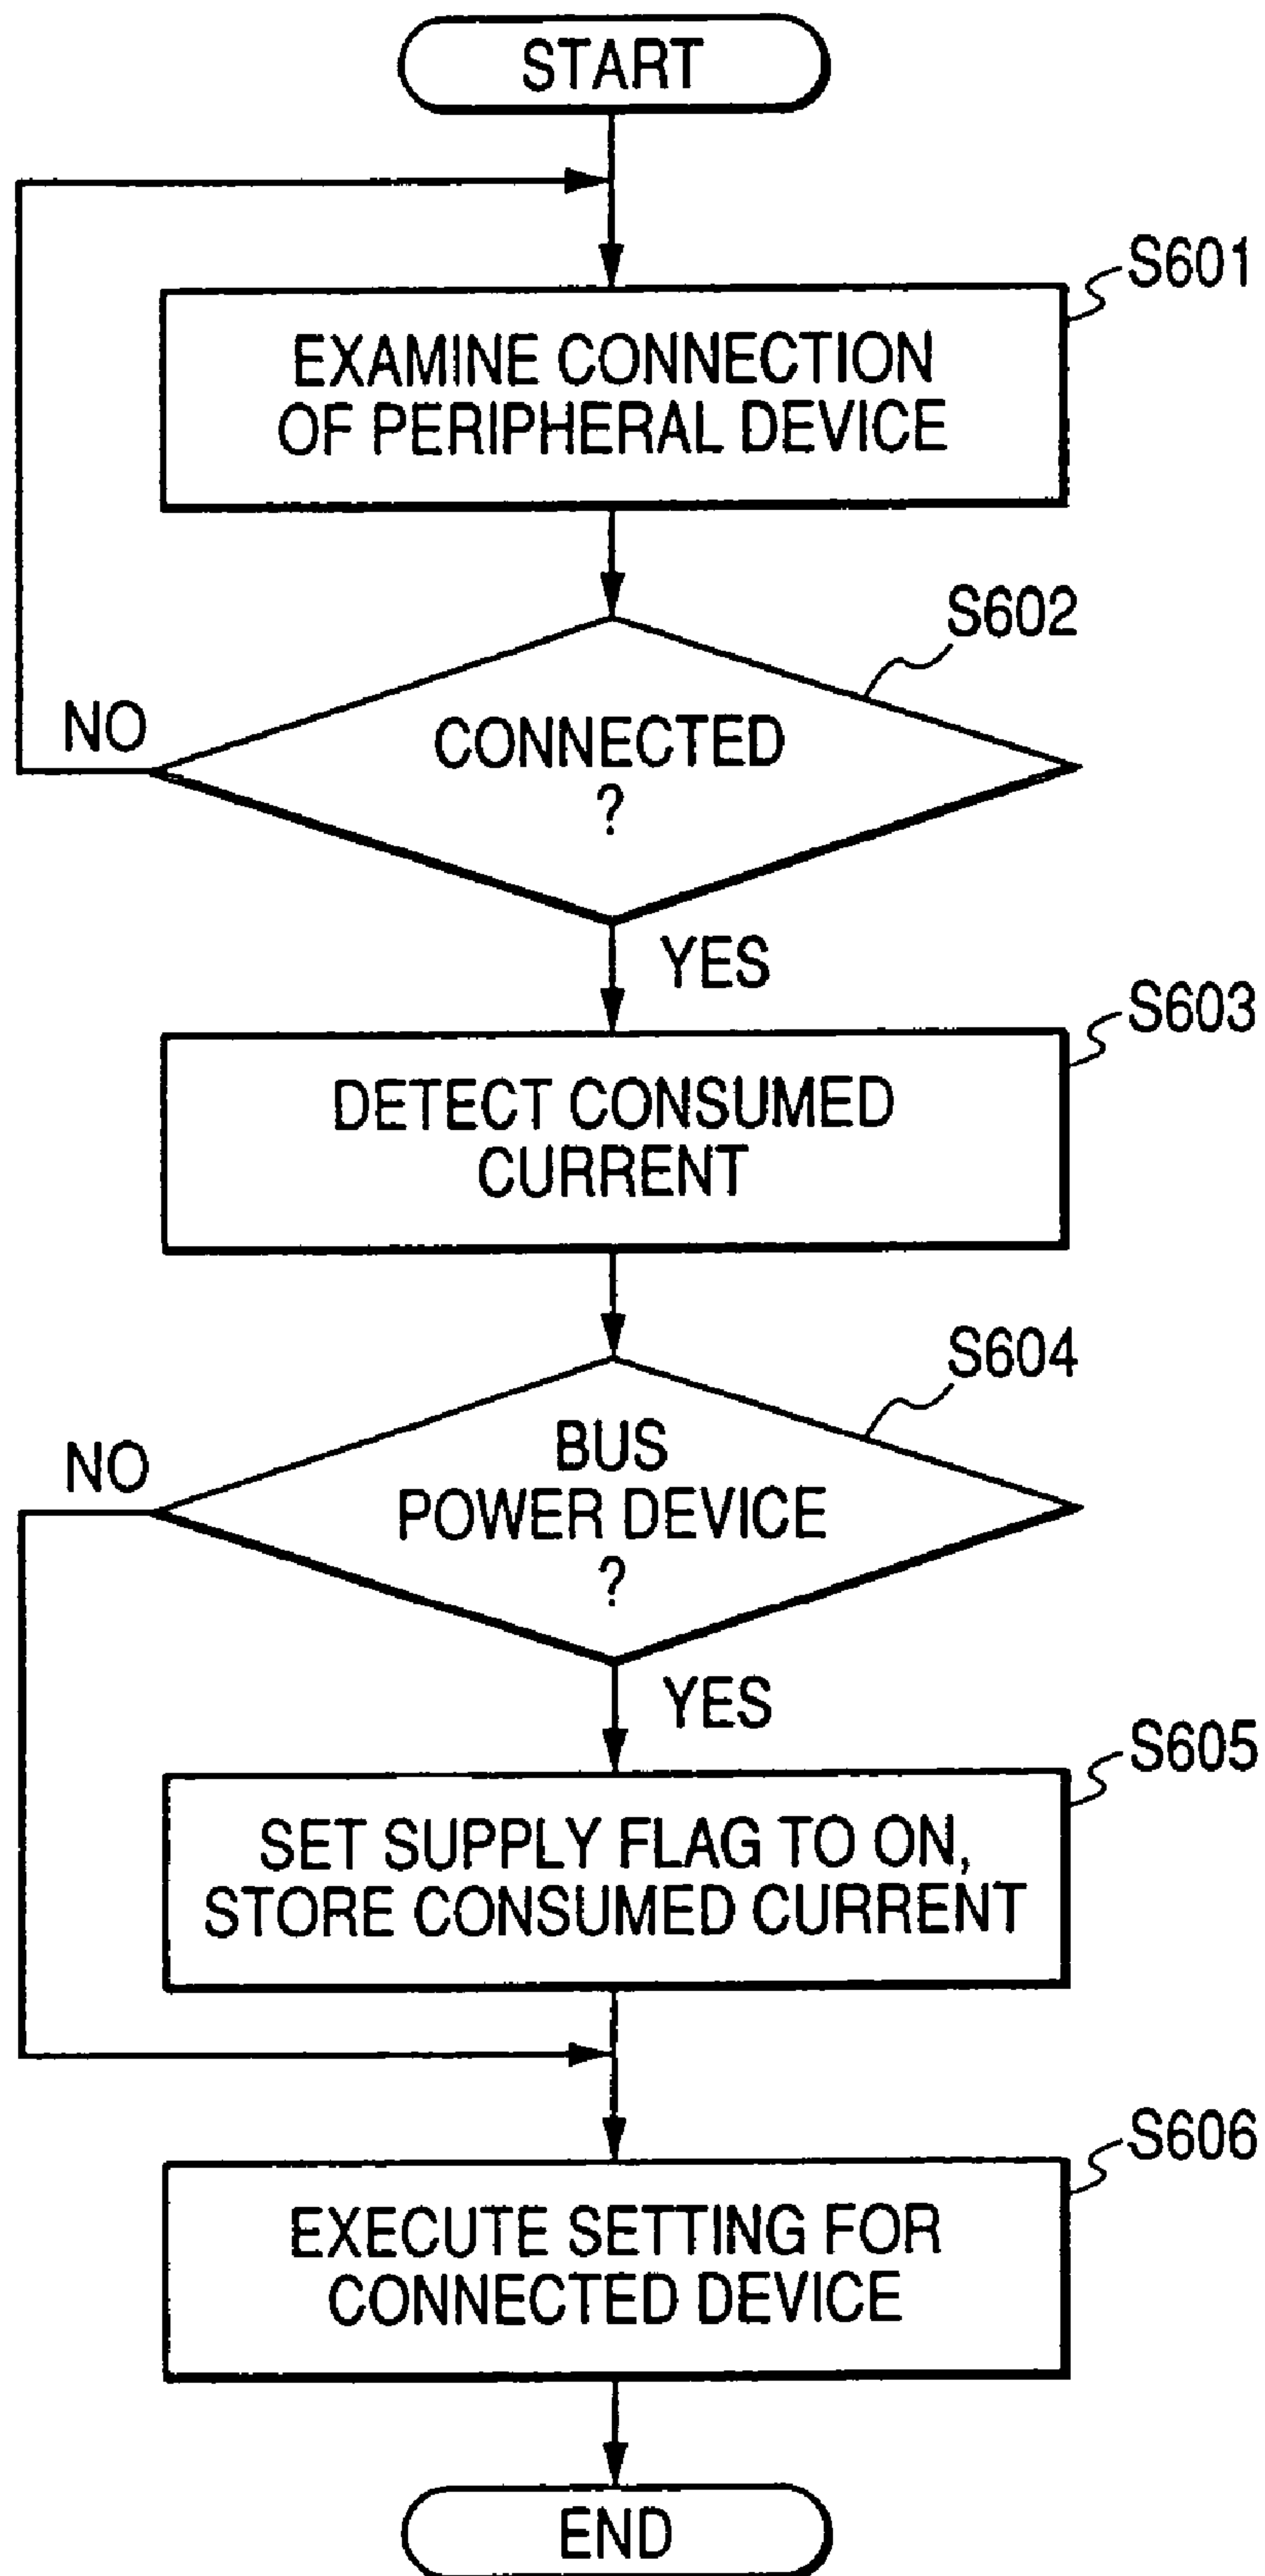 START
S601
EXAMINE CONNECTION
OF PERIPHERAL DEVICE
S602
CONNECTED
?
NO
YES
S603
DETECT CONSUMED
CURRENT
S604
BUS
POWER DEVICE
?
NO
YES
S605
SET SUPPLY FLAG TO ON,
STORE CONSUMED CURRENT
S606
EXECUTE SETTING FOR
CONNECTED DEVICE
END